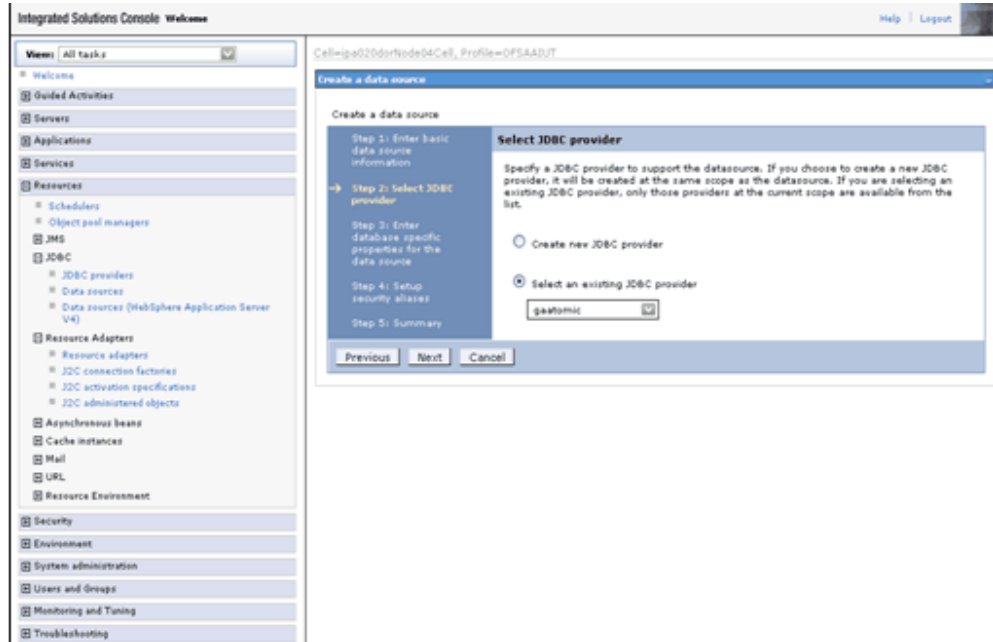 Integrated Solutions Console Welcome
Help | Logout
View: All tasks
Welcome
Guided Activities
Servers
Applications
Services
Resources
Schedulers
Object pool managers
JMS
JDBC
JDBC providers
Data sources
Data sources (WebSphere Application Server
V4)
Resource Adapters
Resource adapters
J2C connection factories
J2C activation specifications
J2C administered objects
Asynchronous beans
Cache instances
Mail
URL
Resource Environment
Security
Environment
System administration
Users and Groups
Monitoring and Tuning
Troubleshooting
Cell=ipa020dorNode04Cell, Profile=OFSAAIUT
Create a data source
Create a data source
Step 1: Enter basic
data source
information
Step 2: Select JDBC
provider
Step 3: Enter
database specific
properties for the
data source
Step 4: Setup
security aliases
Step 5: Summary
Select JDBC provider
Specify a JDBC provider to support the datasource. If you choose to create a new JDBC
provider, it will be created at the same scope as the datasource. If you are selecting an
existing JDBC provider, only those providers at the current scope are available from the
list.
Create new JDBC provider
Select an existing JDBC provider
gaatomic
Previous
Next
Cancel